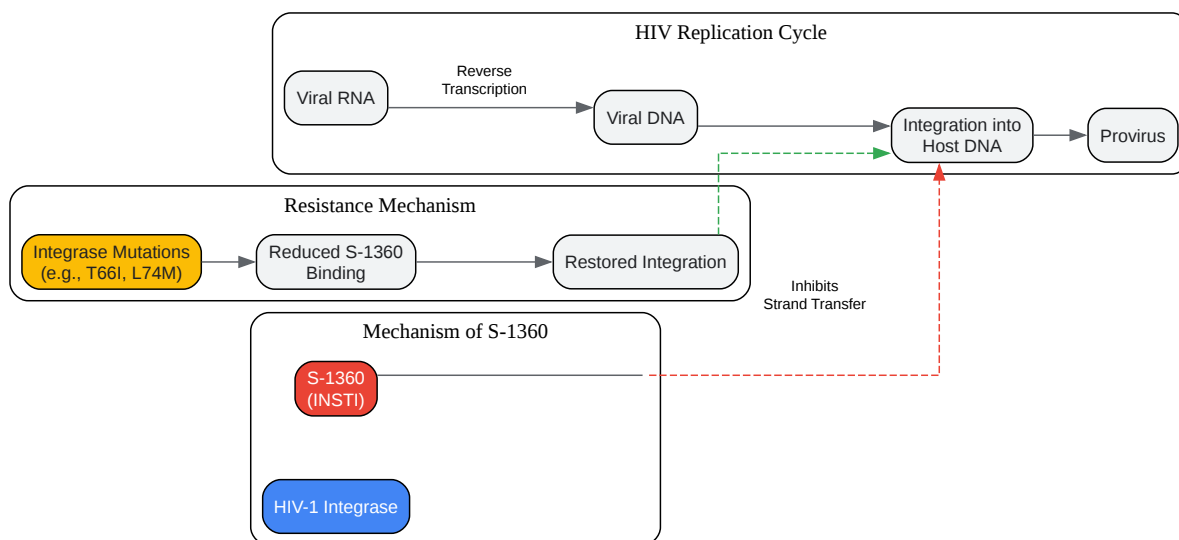 HIV Replication Cycle
Reverse
Transcription
Viral RNA
Viral DNA
Integration into
Host DNA
Provirus
Resistance Mechanism
Integrase Mutations
(e.g., T66I, L74M)
Reduced S-1360
Binding
Restored Integration
Inhibits
Strand Transfer
Mechanism of S-1360
S-1360
(INSTI)
HIV-1 Integrase